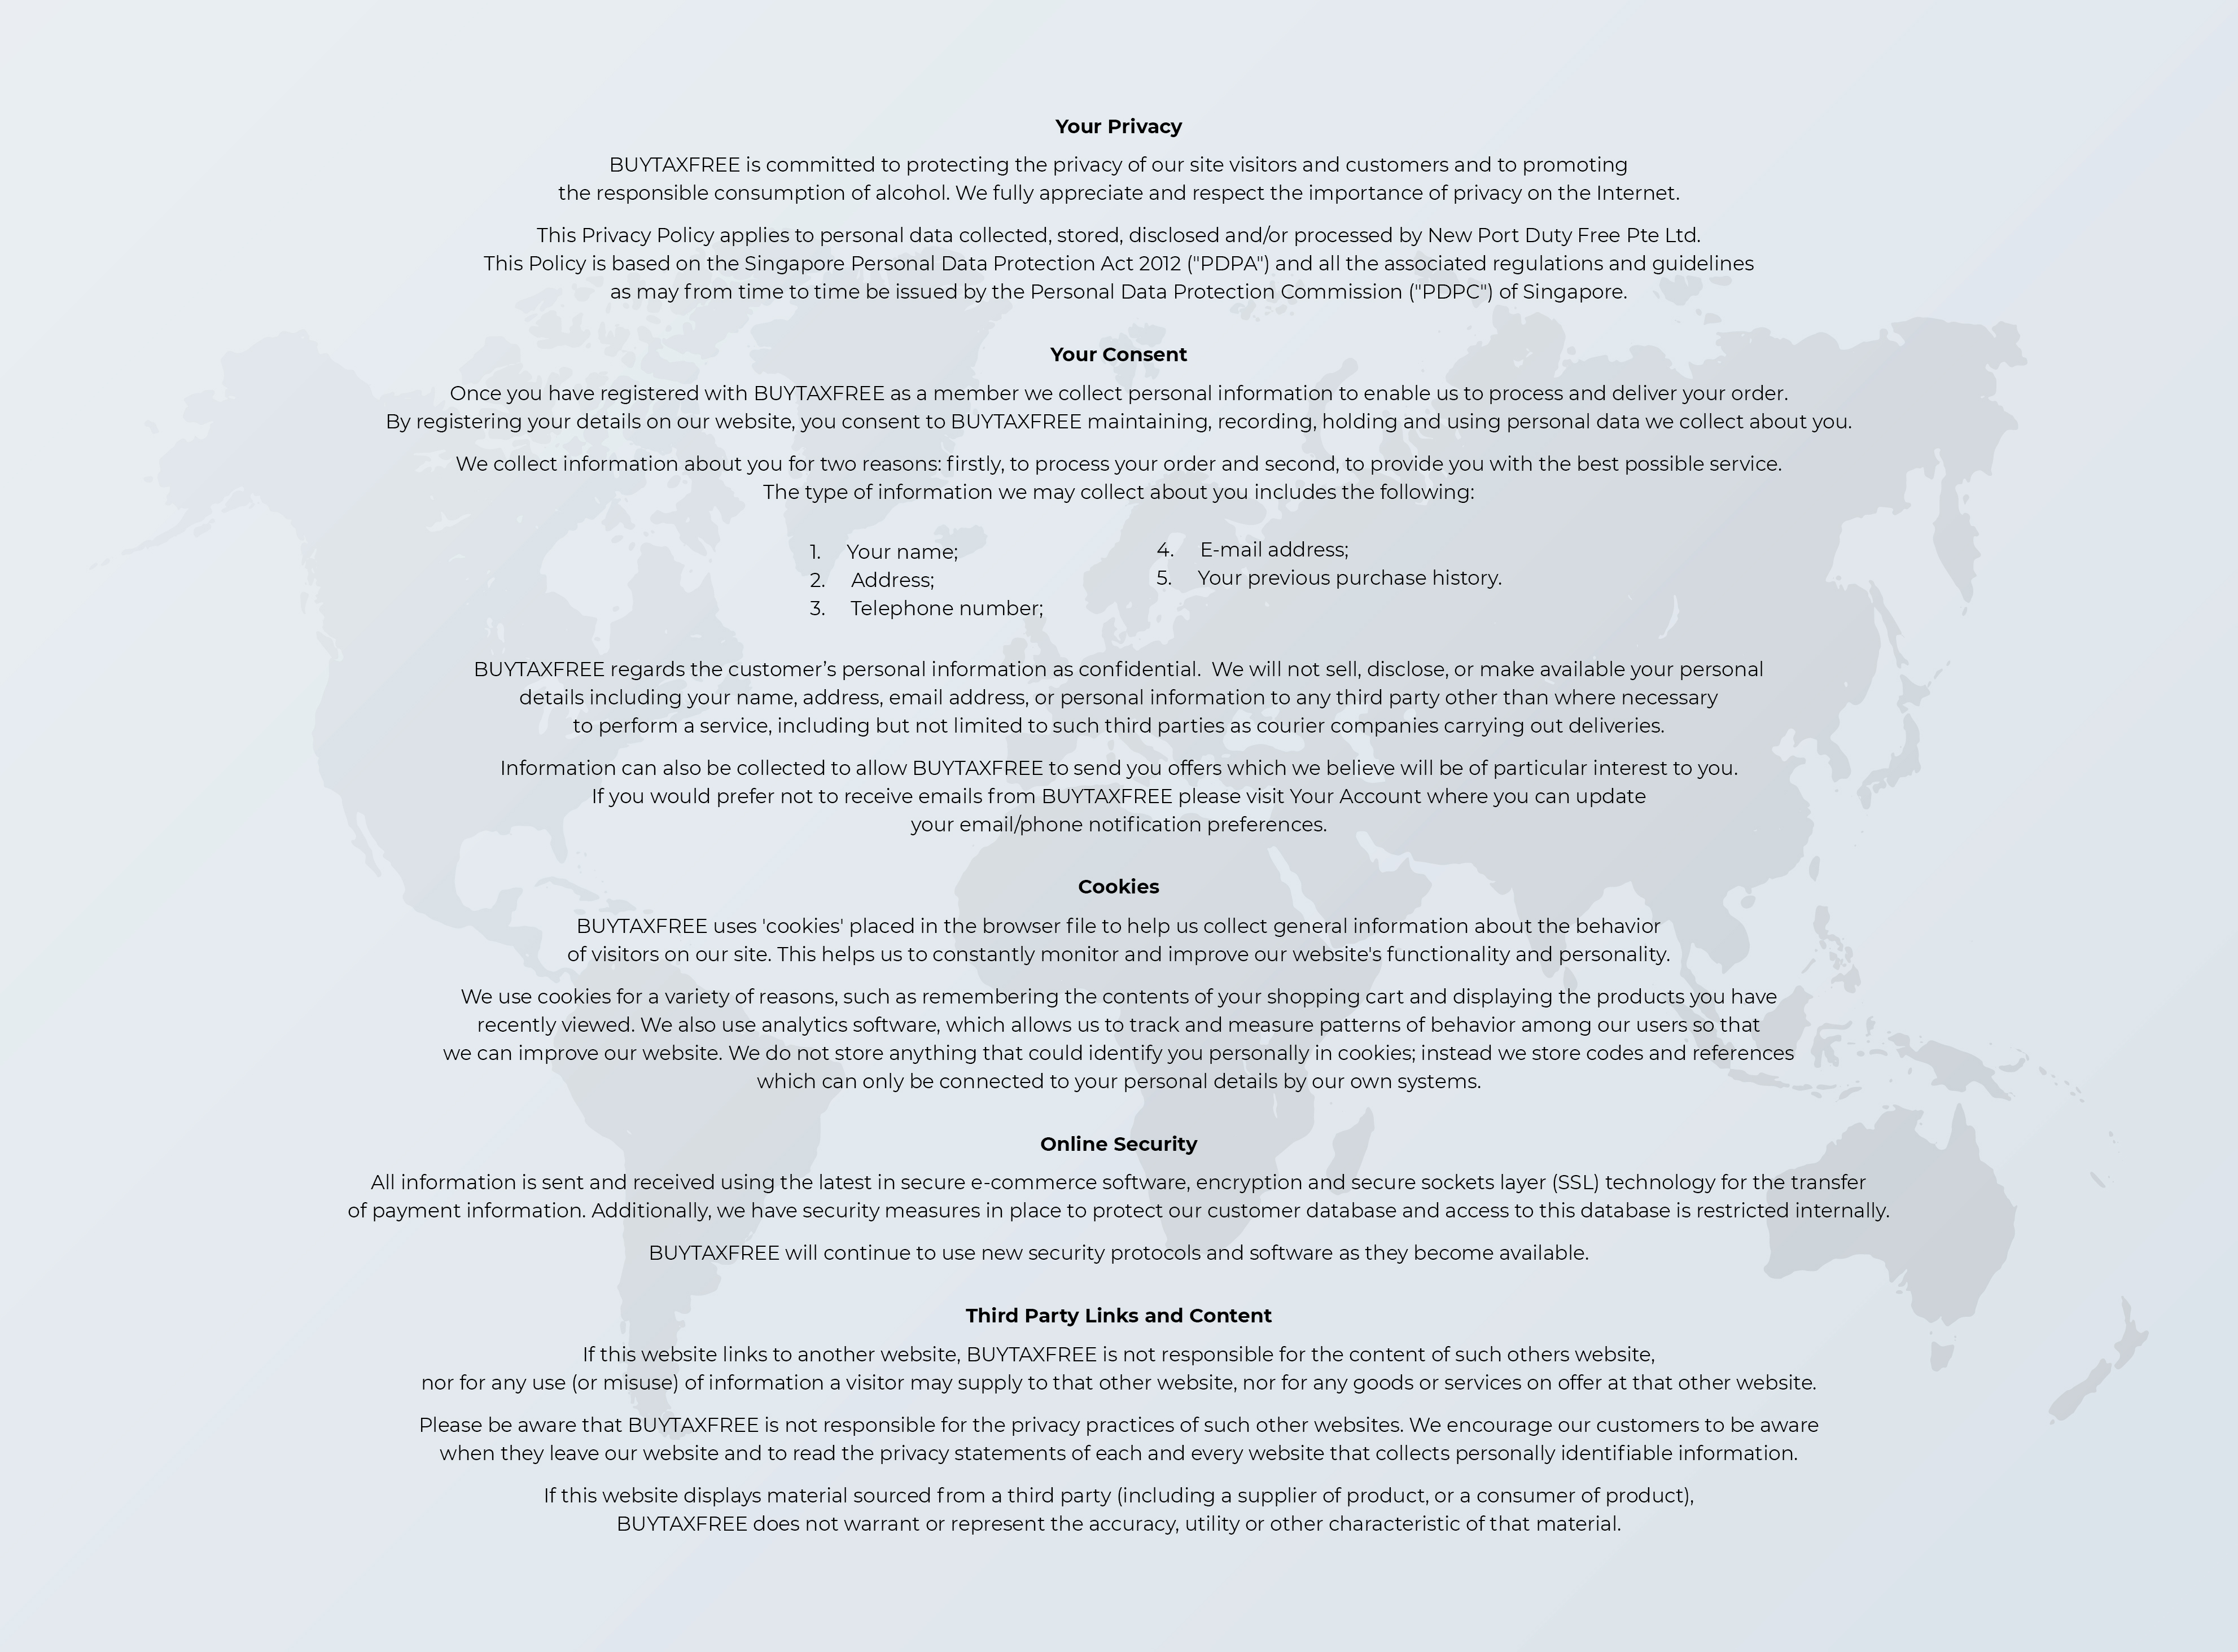 Your Privacy
BUYTAXFREE is committed to protecting the privacy of our site visitors and customers and to promoting
the responsible consumption of alcohol. We fully appreciate and respect the importance of privacy on the Internet.
This Privacy Policy applies to personal data collected, stored, disclosed and/or processed by New Port Duty Free Pte Ltd.
This Policy is based on the Singapore Personal Data Protection Act 2012 ("PDPA") and all the associated regulations and guidelines
as may from time to time be issued by the Personal Data Protection Commission ("PDPC") of Singapore.
Your Consent
Once you have registered with BUYTAXFREE as a member we collect personal information to enable us to process and deliver your order.
By registering your details on our website, you consent to BUYTAXFREE maintaining, recording, holding and using personal data we collect about you.
We collect information about you for two reasons: firstly, to process your order and second, to provide you with the best possible service.
The type of information we may collect about you includes the following:
1. Your name;
2. Address;
3. Telephone number;
4. E-mail address;
5. Your previous purchase history.
BUYTAXFREE regards the customer’s personal information as confidential.  We will not sell, disclose, or make available your personal
details including your name, address, email address, or personal information to any third party other than where necessary
to perform a service, including but not limited to such third parties as courier companies carrying out deliveries.
Information can also be collected to allow BUYTAXFREE to send you offers which we believe will be of particular interest to you.
If you would prefer not to receive emails from BUYTAXFREE please visit Your Account where you can update
your email/phone notification preferences.
Cookies
BUYTAXFREE uses 'cookies' placed in the browser file to help us collect general information about the behavior
of visitors on our site. This helps us to constantly monitor and improve our website's functionality and personality.
We use cookies for a variety of reasons, such as remembering the contents of your shopping cart and displaying the products you have
recently viewed. We also use analytics software, which allows us to track and measure patterns of behavior among our users so that
we can improve our website. We do not store anything that could identify you personally in cookies; instead we store codes and references
which can only be connected to your personal details by our own systems.
Online Security
All information is sent and received using the latest in secure e-commerce software, encryption and secure sockets layer (SSL) technology for the transfer
of payment information. Additionally, we have security measures in place to protect our customer database and access to this database is restricted internally.
BUYTAXFREE will continue to use new security protocols and software as they become available.
Third Party Links and Content
If this website links to another website, BUYTAXFREE is not responsible for the content of such others website,
nor for any use (or misuse) of information a visitor may supply to that other website, nor for any goods or services on offer at that other website.
Please be aware that BUYTAXFREE is not responsible for the privacy practices of such other websites. We encourage our customers to be aware
when they leave our website and to read the privacy statements of each and every website that collects personally identifiable information.
If this website displays material sourced from a third party (including a supplier of product, or a consumer of product),
BUYTAXFREE does not warrant or represent the accuracy, utility or other characteristic of that material.